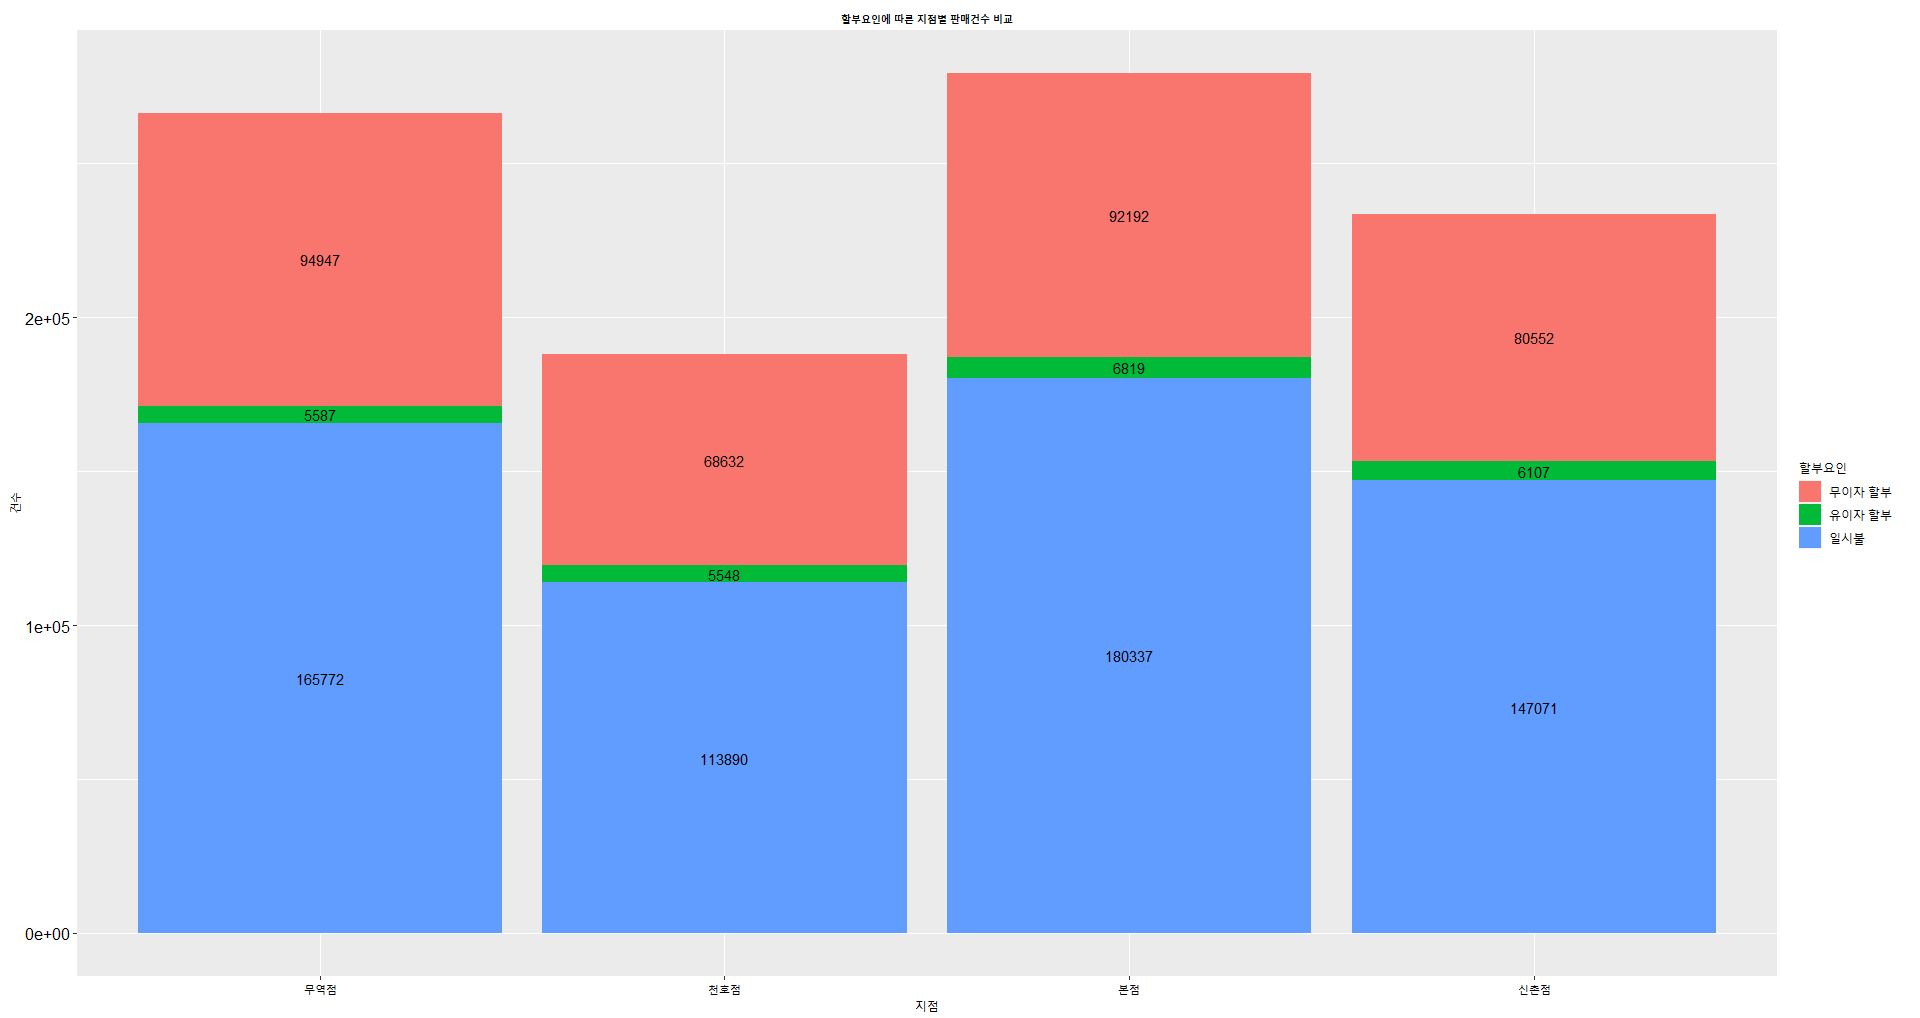 할부요인에 따른 지점별 판매건수 비교
건수
2e+05
1e+05
0e+00
94947
5587
165772
68632
5548
113890
92192
6819
180337
80552
6107
147071
무역점
천호점
본점
신촌점
지점
할부요인
무이자 할부
유이자 할부
일시불